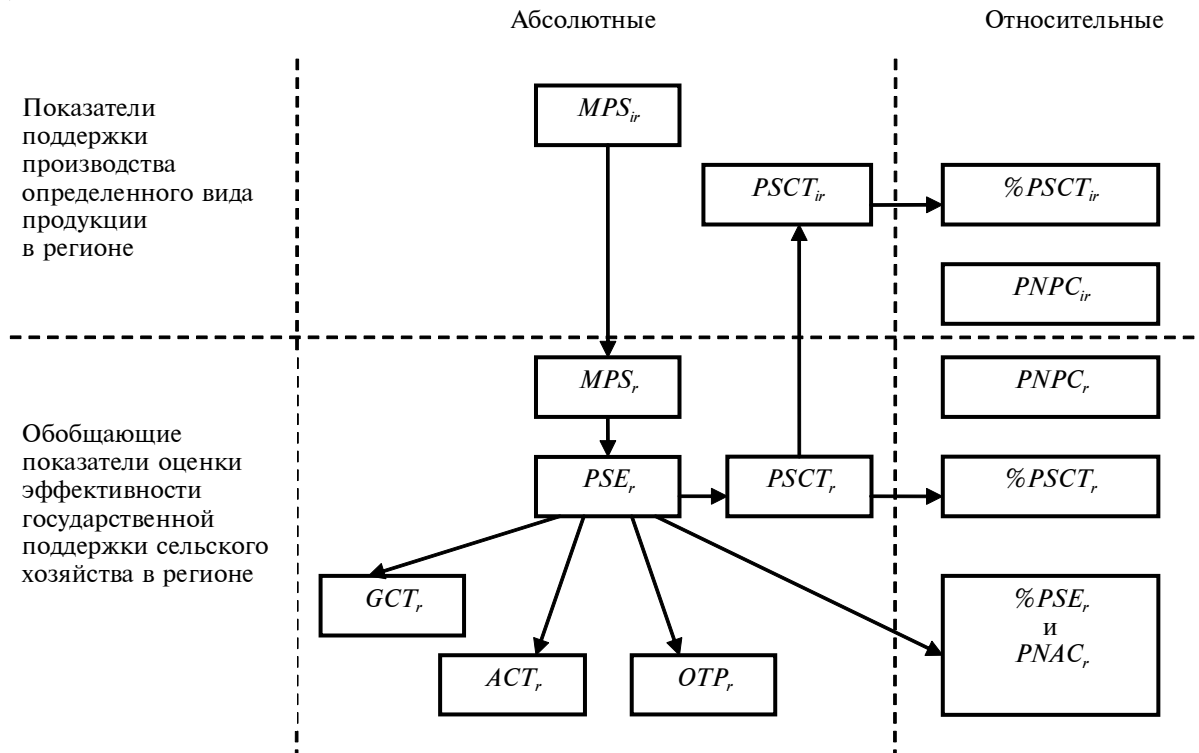 Абсолютные
Относительные
Показатели
поддержки
производства
определенного вида
продукции
в регионе
MPS_ir
PSCT_ir
%PSCT_ir
PNPC_ir
Обобщающие
показатели оценки
эффективности
государственной
поддержки сельского
хозяйства в регионе
MPS_r
PNPC_r
PSE_r
PSCT_r
%PSCT_r
GCT_r
ACT_r
OTP_r
%PSE_r
и
PNAC_r